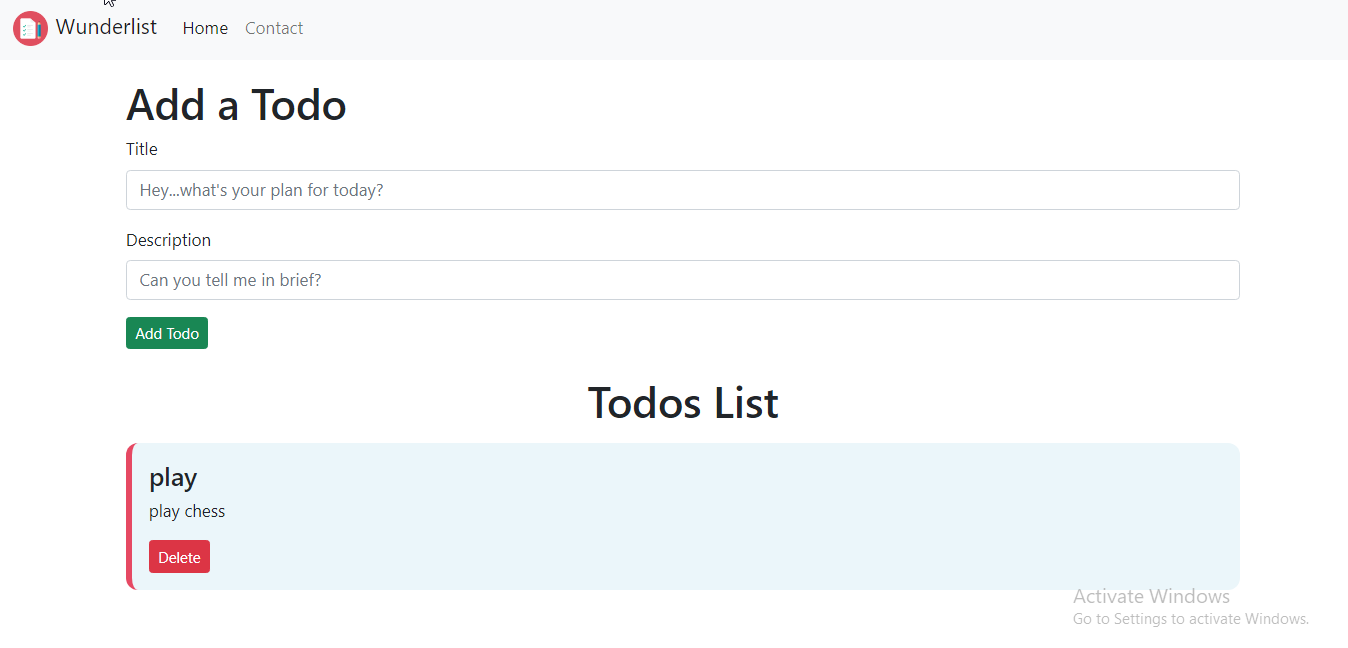 Wunderlist Home Contact
Add a Todo
Title
Hey...what's your plan for today?
Description
Can you tell me in brief?
Add Todo
Todos List
play
play chess
Delete
Activate Windows
Go to Settings to activate Windows.